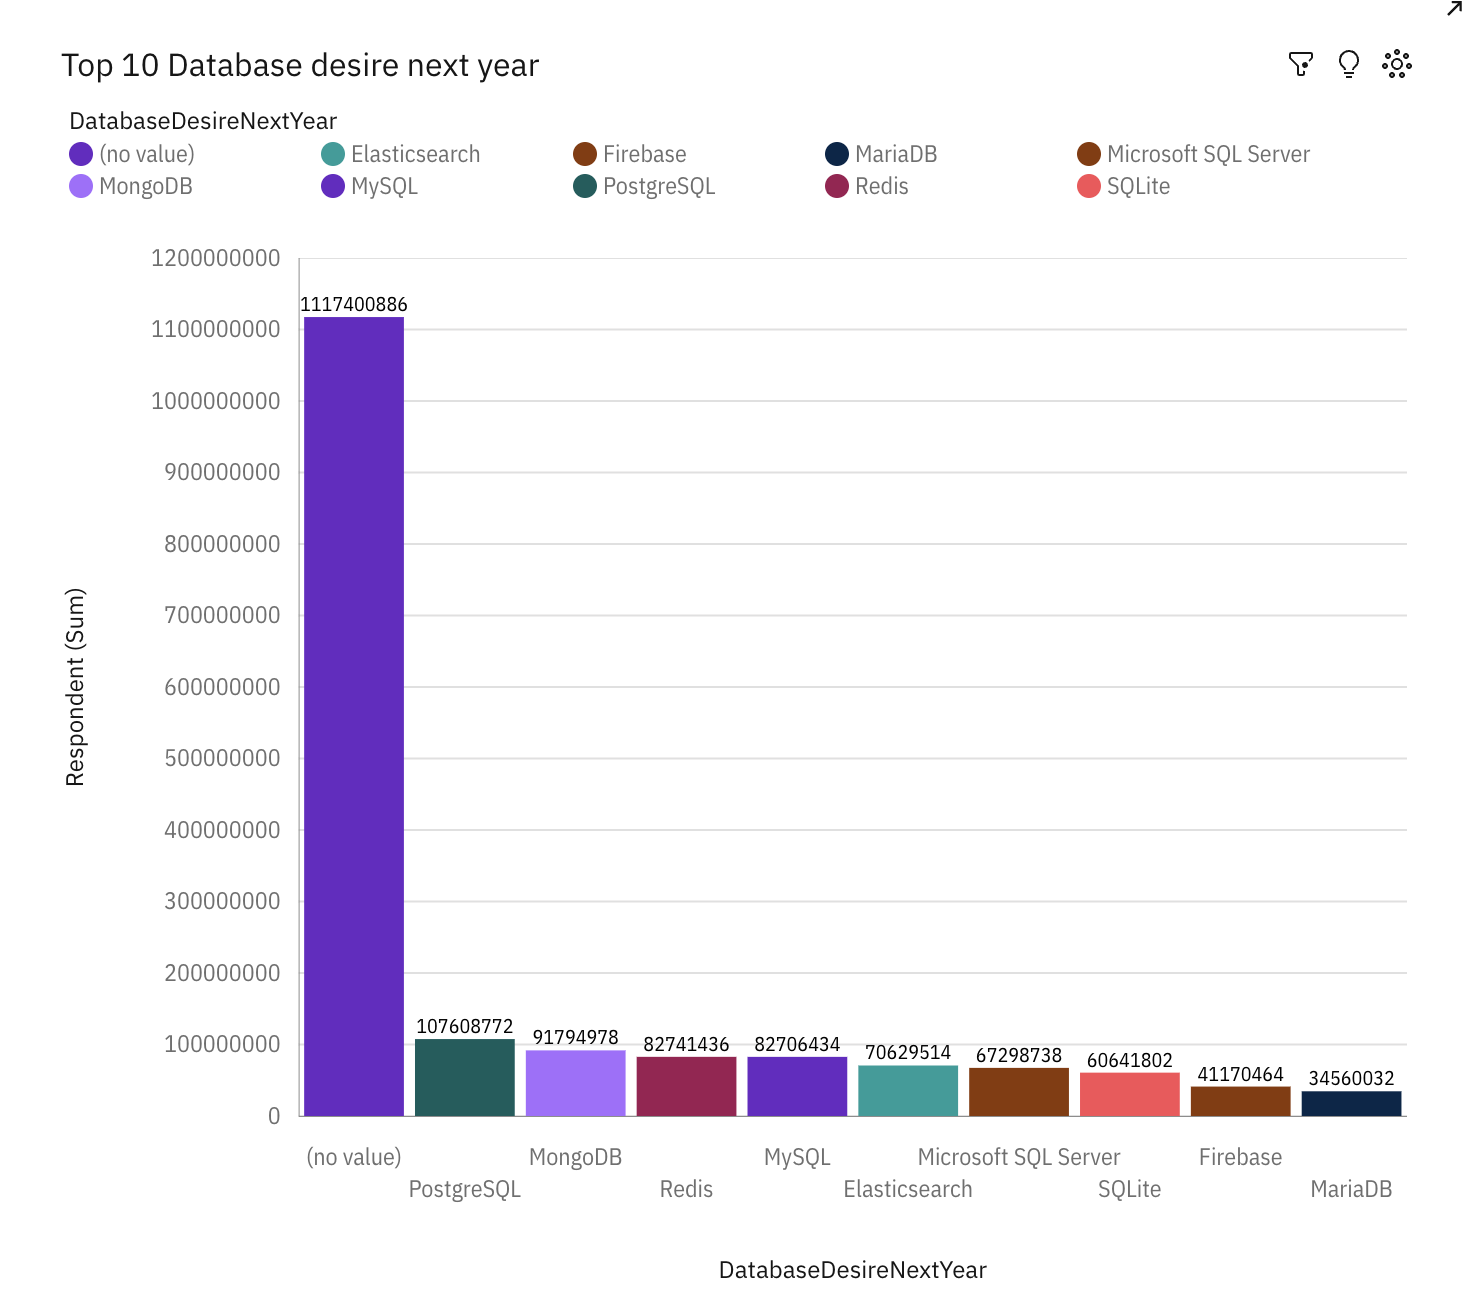 Top 10 Database desire next year
DatabaseDesireNextYear
(no value) Elasticsearch Firebase MariaDB Microsoft SQL Server
MongoDB MySQL PostgreSQL Redis SQLite
1200000000
1117400886
1100000000
1000000000
900000000
800000000
700000000
600000000
500000000
400000000
300000000
200000000
100000000
0
Respondent (Sum)
107608772 91794978 82741436 82706434 70629514 67298738 60641802 41170464 34560032
(no value) MongoDB MySQL Microsoft SQL Server Firebase
PostgreSQL Redis Elasticsearch SQLite MariaDB
DatabaseDesireNextYear